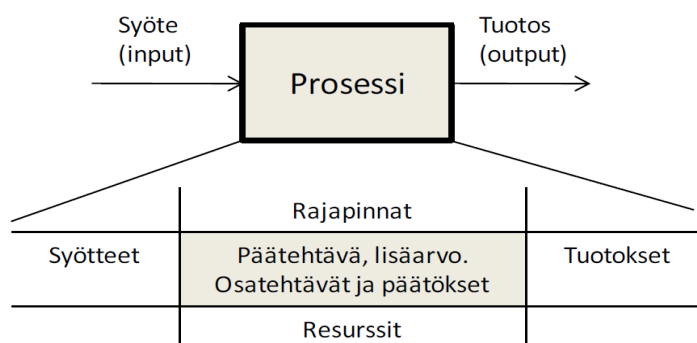 Syöte
(input)
Tuotos
(output)
Prosessi
Rajapinnat
Syötteet
Päätehtävä, lisäarvo.
Osatehtävät ja päätökset
Tuotokset
Resurssit